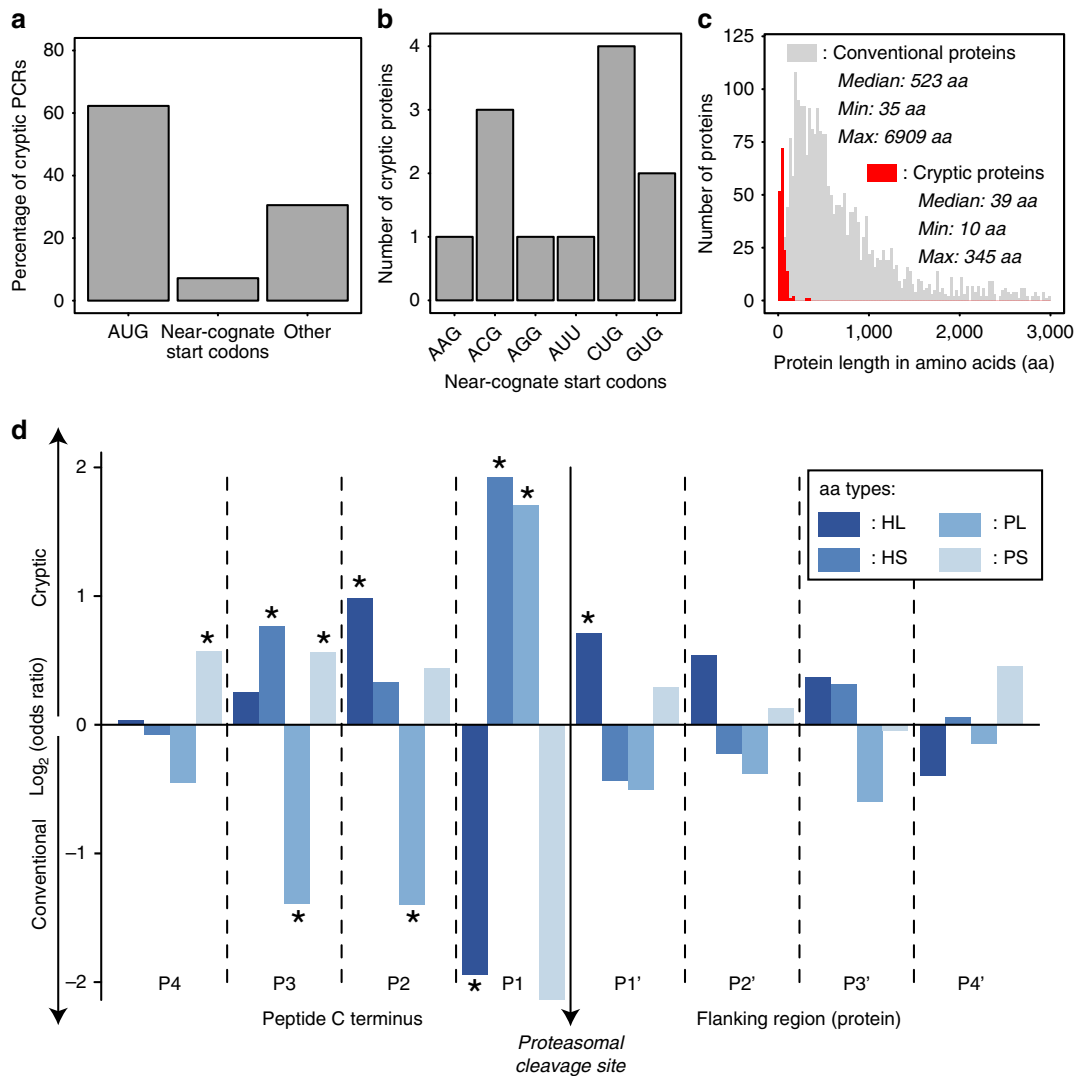 a
Percentage of cryptic PCRs
80
60
40
20
0
AUG
Near-cognate
start codons
Other
b
Number of cryptic proteins
4
3
2
1
0
AAG
ACG
AGG
AUU
CUG
GUG
Near-cognate start codons
c
Number of proteins
125
100
75
50
25
0
: Conventional proteins
Median: 523 aa
Min: 35 aa
Max: 6909 aa
: Cryptic proteins
Median: 39 aa
Min: 10 aa
Max: 345 aa
0
1,000
2,000
3,000
Protein length in amino acids (aa)
d
Cryptic
Log2 (odds ratio)
Conventional
2
1
0
−1
−2
*
*
*
*
*
*
*
*
*
*
aa types:
: HL
: PL
: HS
: PS
P4
P3
P2
P1
P1'
P2'
P3'
P4'
Peptide C terminus
Flanking region (protein)
Proteasomal
cleavage site